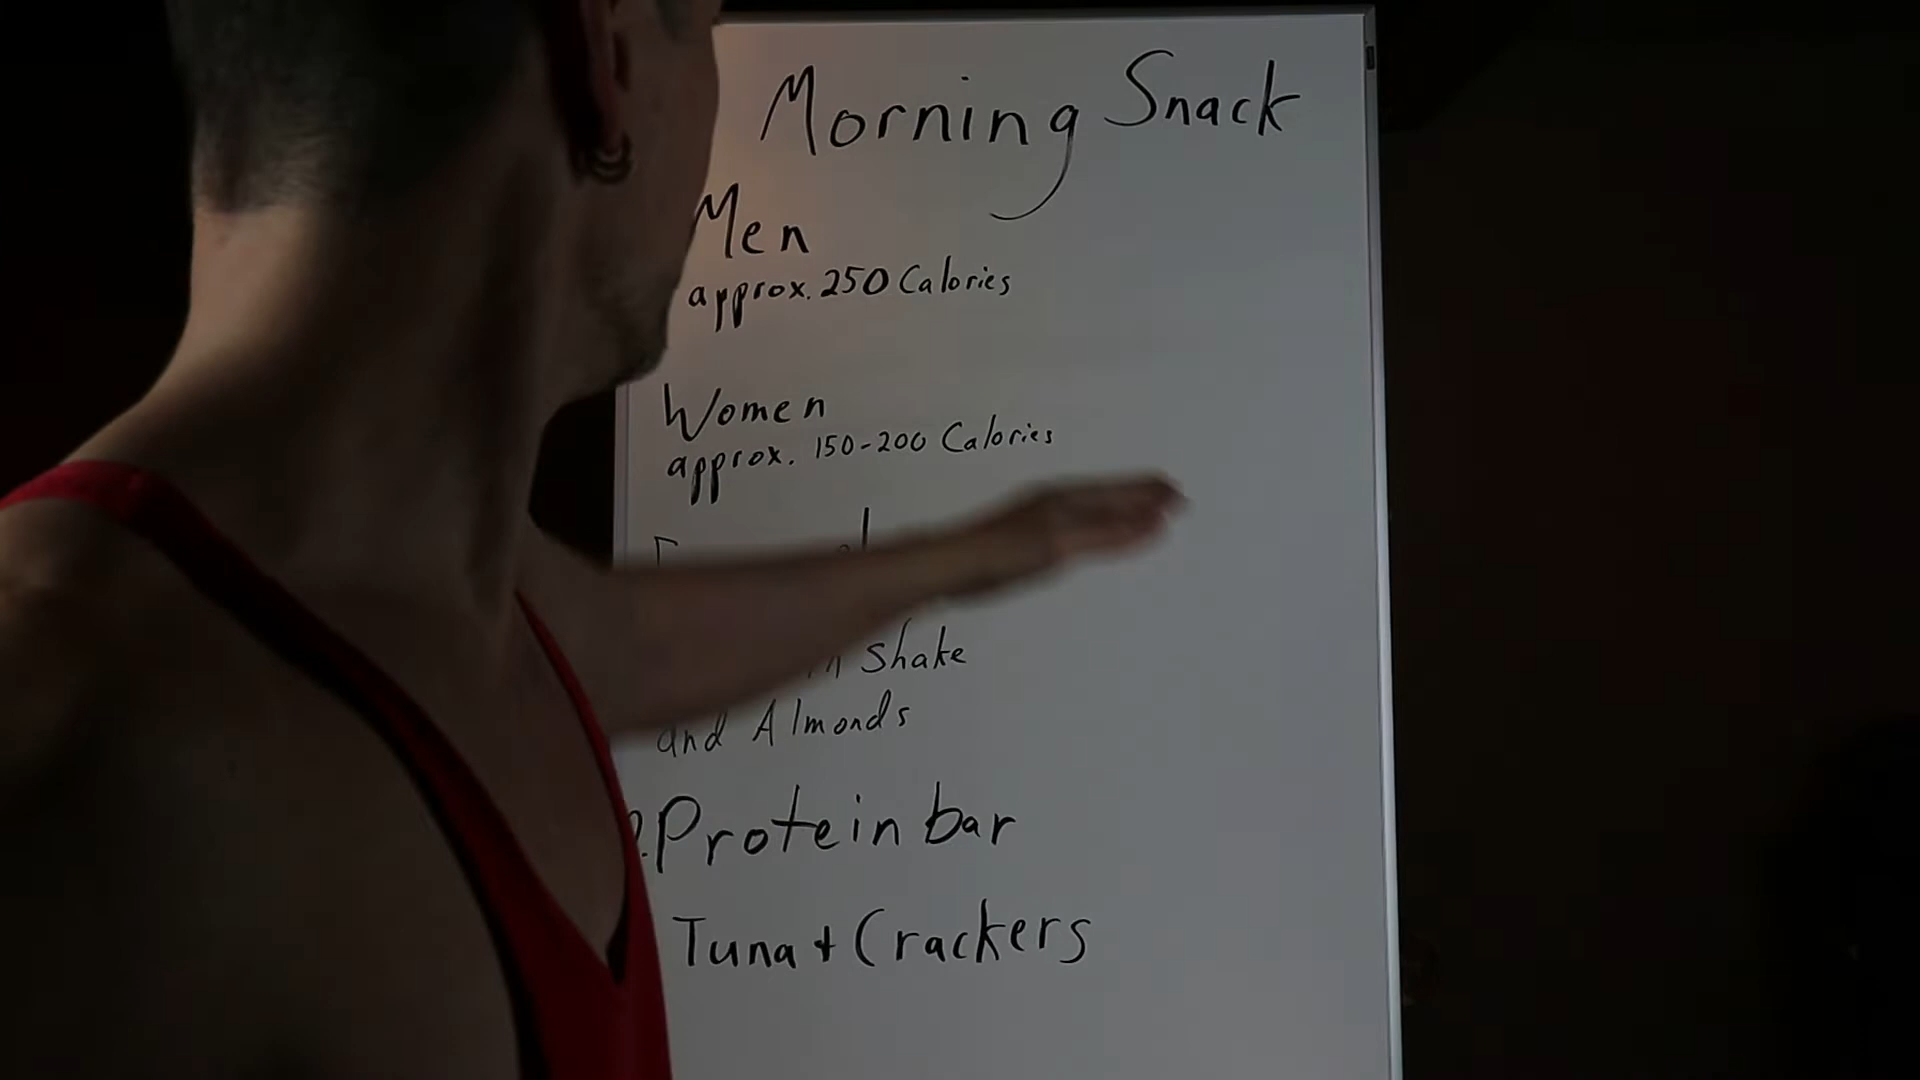 Morning Snack
Men
approx. 250 Calories
Women
approx. 150-200 Calories
Shake
and Almonds
Protein bar
Tuna + Crackers